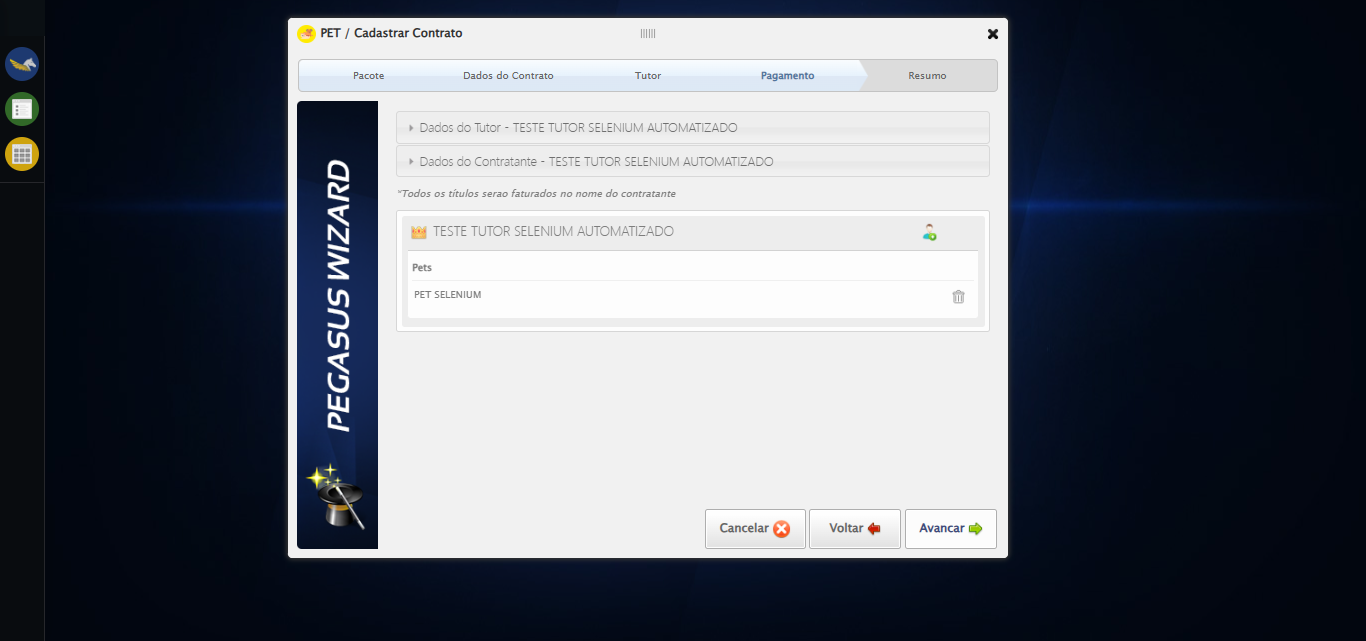 PET / Cadastrar Contrato
Pacote
Dados do Contrato
Tutor
Pagamento
Resumo
PEGASUS WIZARD
Dados do Tutor - TESTE TUTOR SELENIUM AUTOMATIZADO
Dados do Contratante - TESTE TUTOR SELENIUM AUTOMATIZADO
*Todos os títulos serao faturados no nome do contratante
TESTE TUTOR SELENIUM AUTOMATIZADO
Pets
PET SELENIUM
Cancelar
Voltar
Avancar